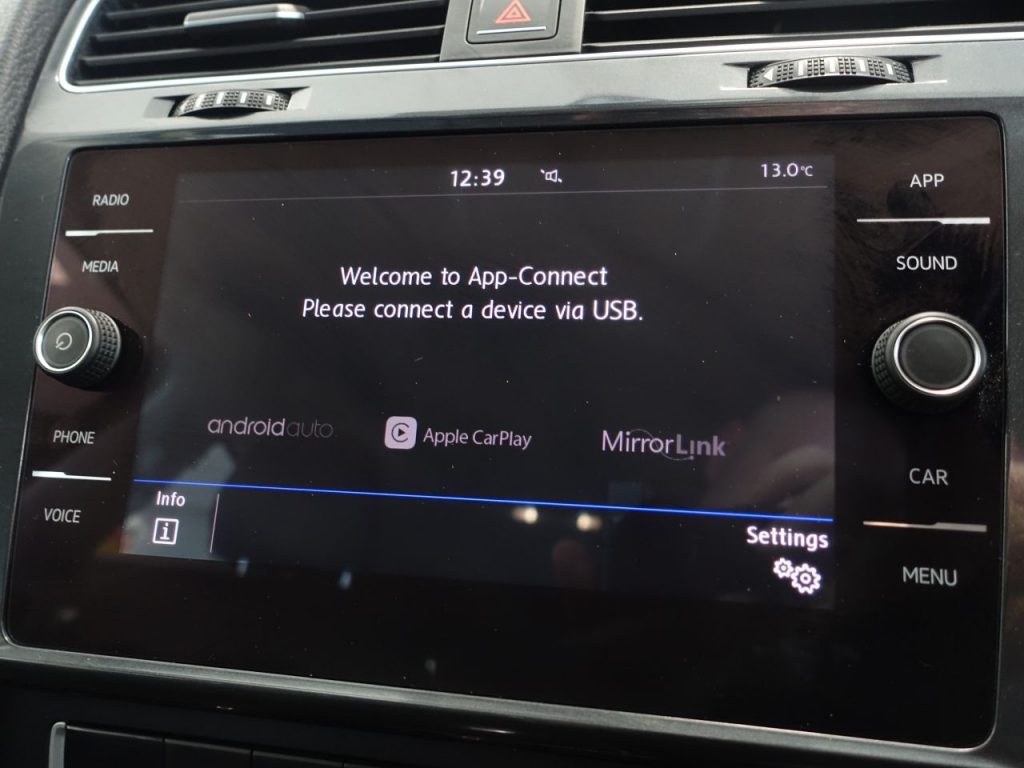 12:39
13.0°C
RADIO
MEDIA
PHONE
VOICE
Welcome to App-Connect
Please connect a device via USB.
androidauto
Apple CarPlay
MirrorLink
Info
i
Settings
APP
SOUND
CAR
MENU